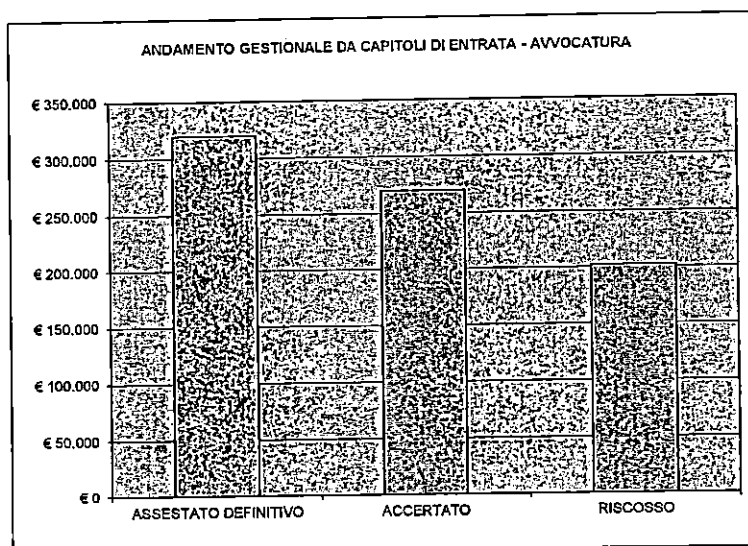 ANDAMENTO GESTIONALE DA CAPITOLI DI ENTRATA - AVVOCATURA
€ 350.000
€ 300.000
€ 250.000
€ 200.000
€ 150.000
€ 100.000
€ 50.000
€ 0
ASSESTATO DEFINITIVO
ACCERTATO
RISCOSSO